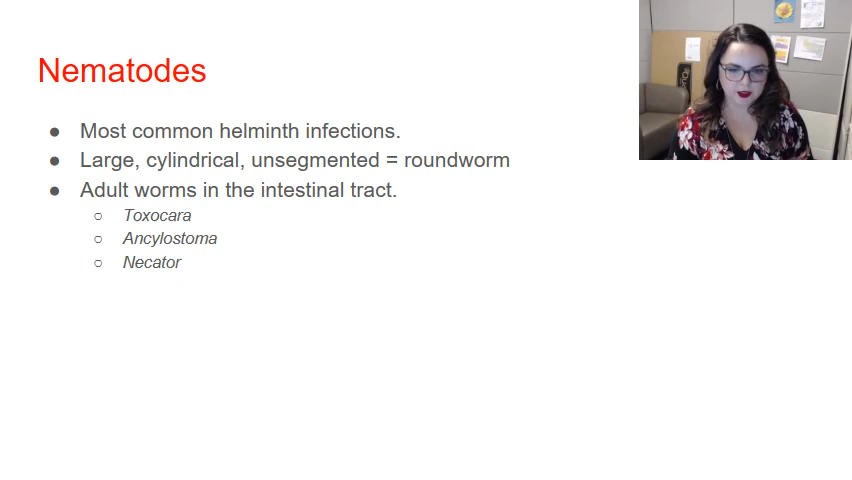 Nematodes
● Most common helminth infections.
● Large, cylindrical, unsegmented = roundworm
● Adult worms in the intestinal tract.
○ Toxocara
○ Ancylostoma
○ Necator